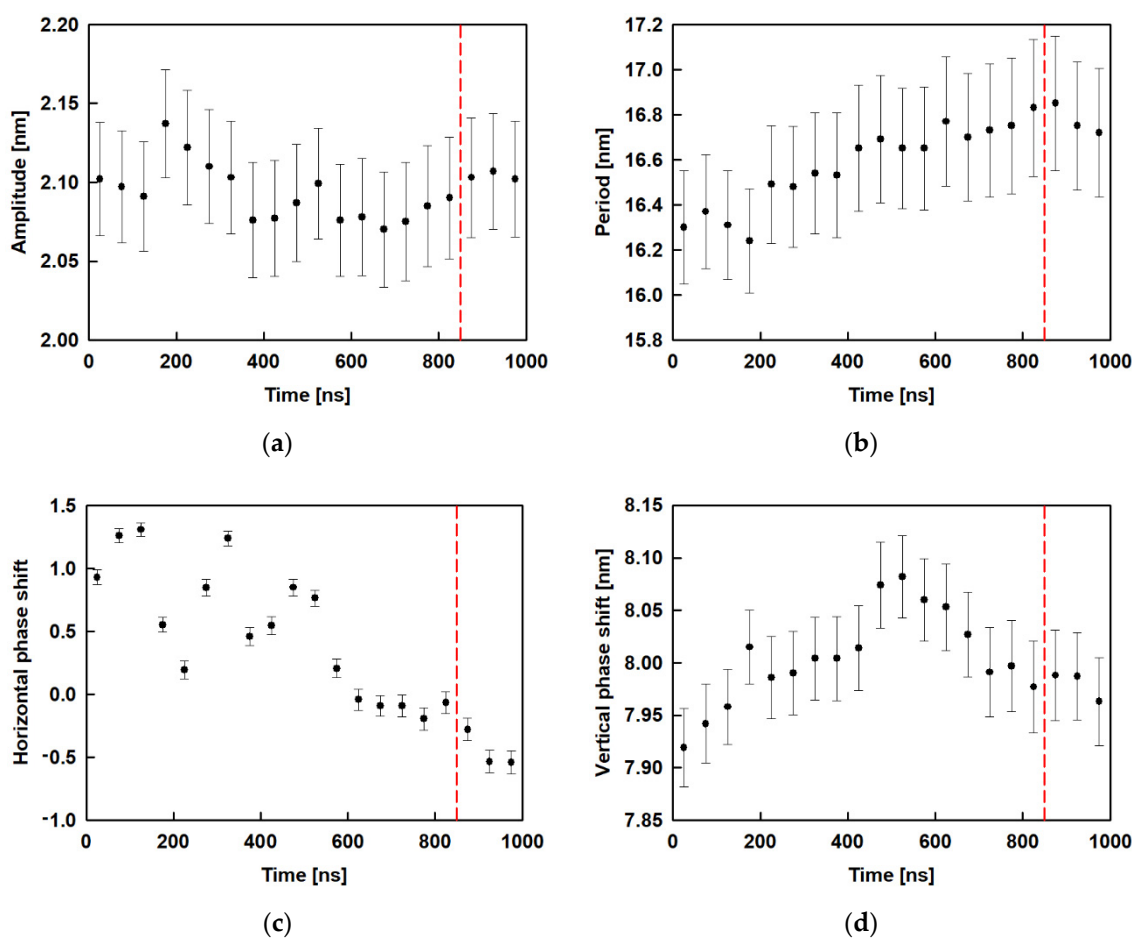 2.20
2.15
2.10
2.05
2.00
Amplitude [nm]
0 200 400 600 800 1000
Time [ns]
(a)
17.2
17.0
16.8
16.6
16.4
16.2
16.0
15.8
Period [nm]
0 200 400 600 800 1000
Time [ns]
(b)
1.5
1.0
0.5
0.0
-0.5
-1.0
Horizontal phase shift
0 200 400 600 800 1000
Time [ns]
(c)
8.15
8.10
8.05
8.00
7.95
7.90
7.85
Vertical phase shift [nm]
0 200 400 600 800 1000
Time [ns]
(d)